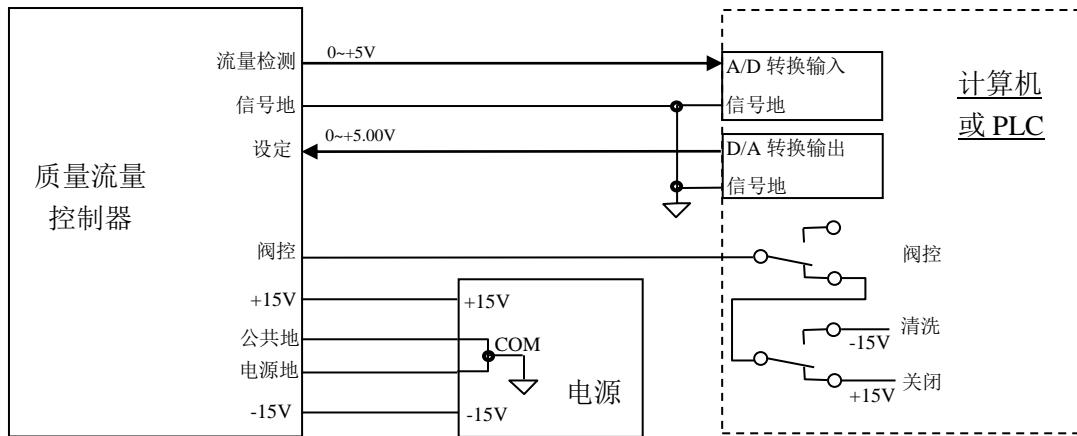 质量流量
控制器
流量检测
信号地
设定
阀控
+15V
公共地
电源地
-15V
0~+5V
0~+5.00V
A/D 转换输入
信号地
D/A 转换输出
信号地
计算机
或 PLC
阀控
清洗
-15V
关闭
+15V
+15V
COM
电源
-15V